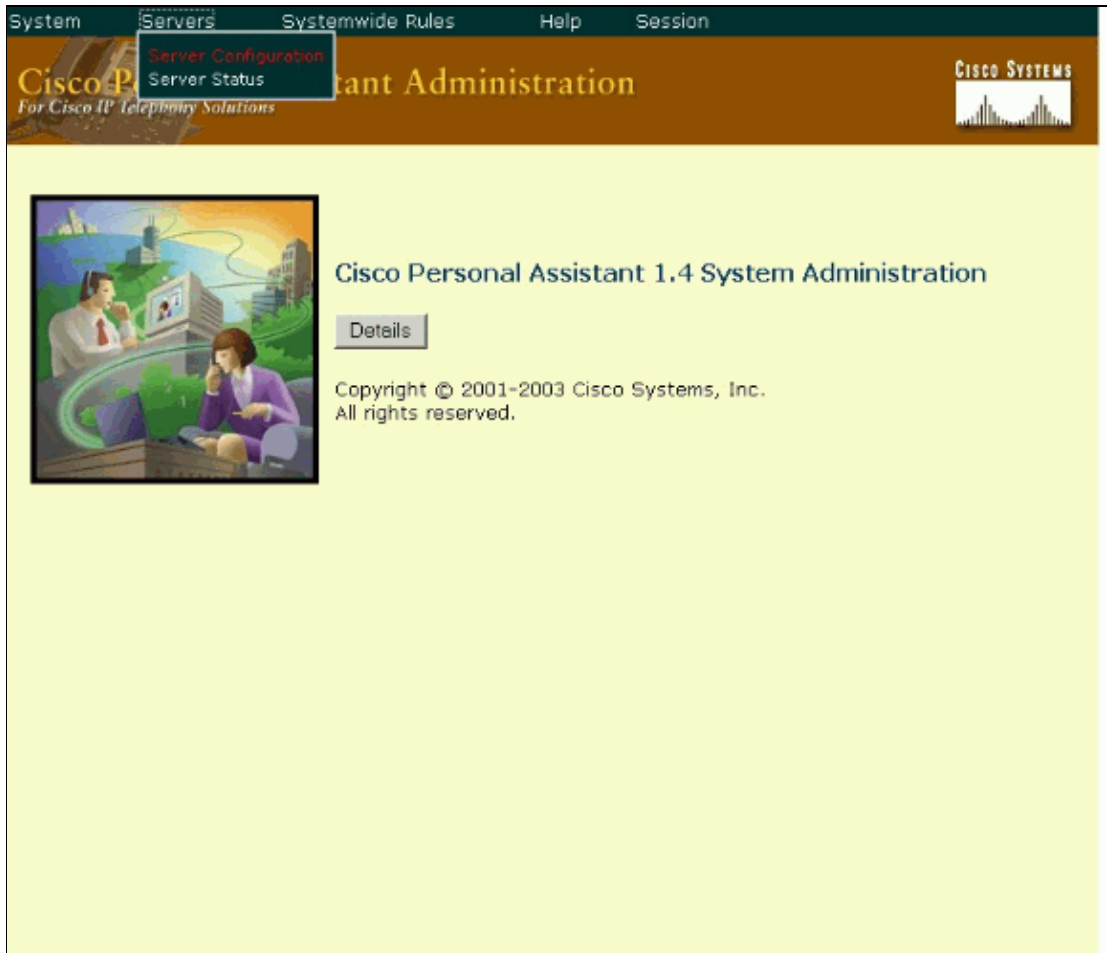 System Servers Systemwide Rules Help Session
Server Configuration
Server Status
Cisco P tant Administration
For Cisco IP Telephony Solutions
CISCO SYSTEMS
Cisco Personal Assistant 1.4 System Administration
Details
Copyright © 2001-2003 Cisco Systems, Inc.
All rights reserved.